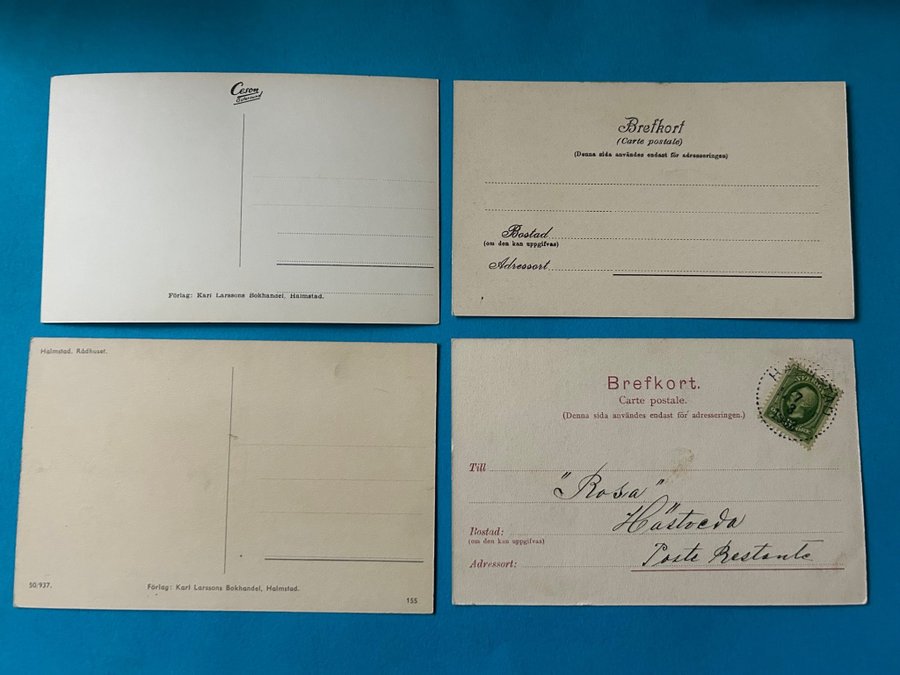 Ceson
Östersund
Förlag: Karl Larssons Bokhandel, Halmstad.
Brefkort
(Carte postale)
(Denna sida användes endast för adresseringen)
Bostad
(om den kan uppgifvas)
Adressort
Halmstad. Rådhuset.
50/937.
Förlag: Karl Larssons Bokhandel, Halmstad.
155
Brefkort.
Carte postale.
(Denna sida användes endast för adresseringen.)
Till
"Rosa"
Hästveda
Bostad:
(om den kan uppgifvas)
Poste Restante
Adressort: